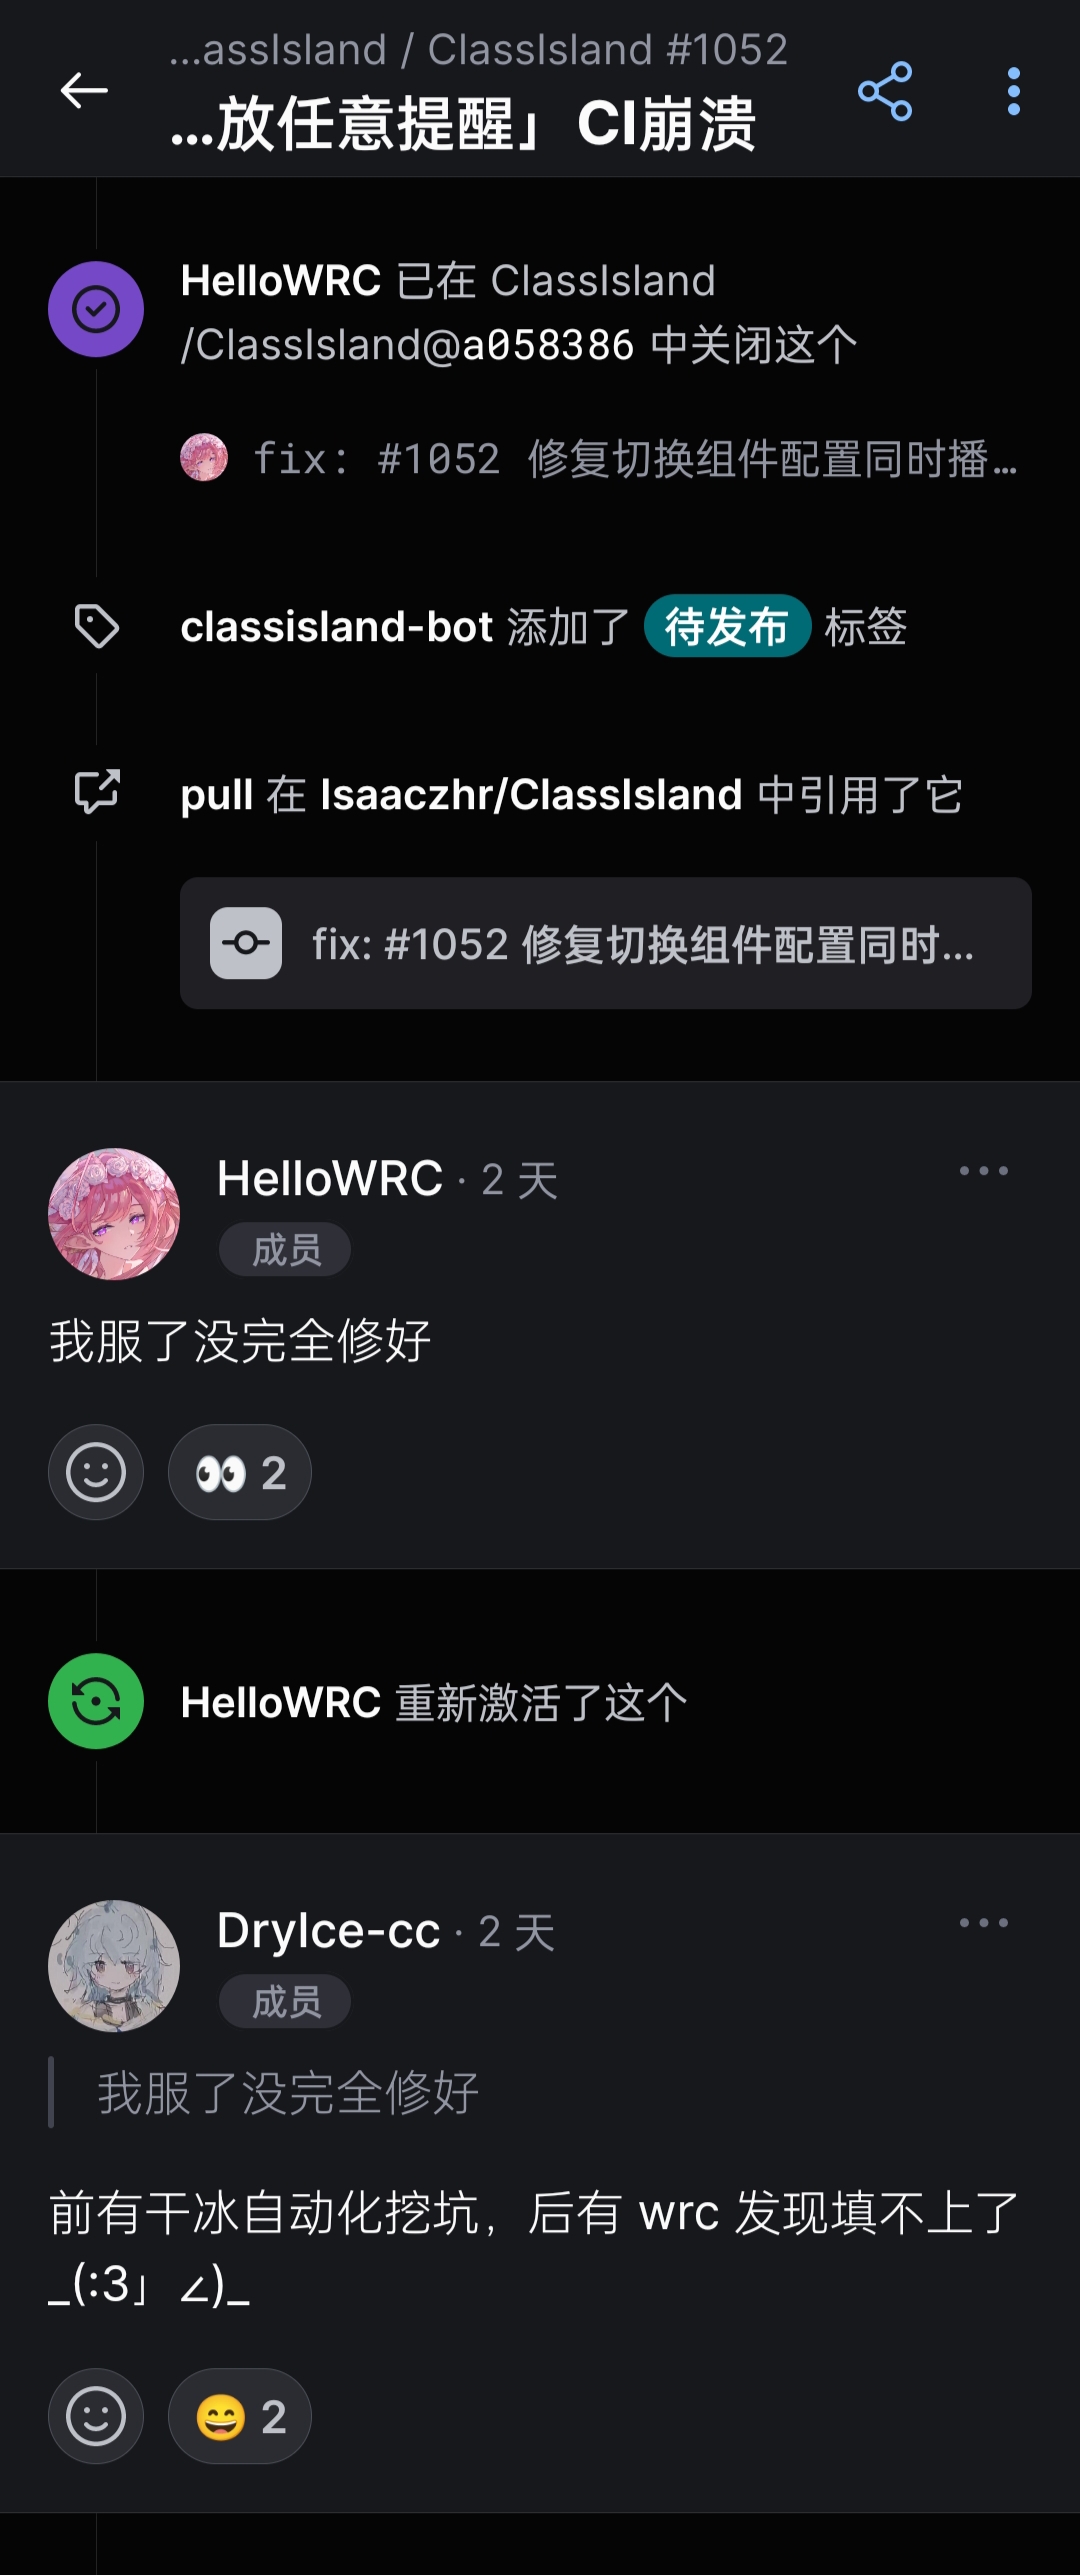 ...assIsland / ClassIsland #1052
...放任意提醒」CI崩溃
HelloWRC 已在 ClassIsland
/ClassIsland@a058386 中关闭这个
fix: #1052 修复切换组件配置同时播…
classisland-bot 添加了 待发布 标签
pull 在 Isaaczhr/ClassIsland 中引用了它
fix: #1052 修复切换组件配置同时...
HelloWRC · 2 天
成员
我服了没完全修好
👀 2
HelloWRC 重新激活了这个
DryIce-cc · 2 天
成员
我服了没完全修好
前有干冰自动化挖坑，后有 wrc 发现填不上了
_(:3」∠)_
😄 2